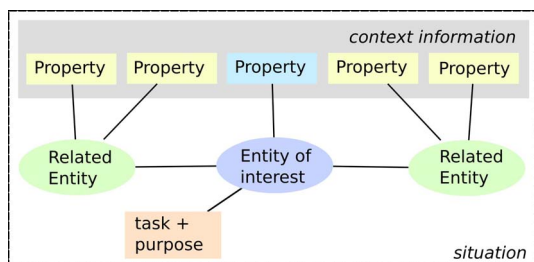 context information
Property Property Property Property Property
Related
Entity
Entity of
interest
Related
Entity
task +
purpose
situation